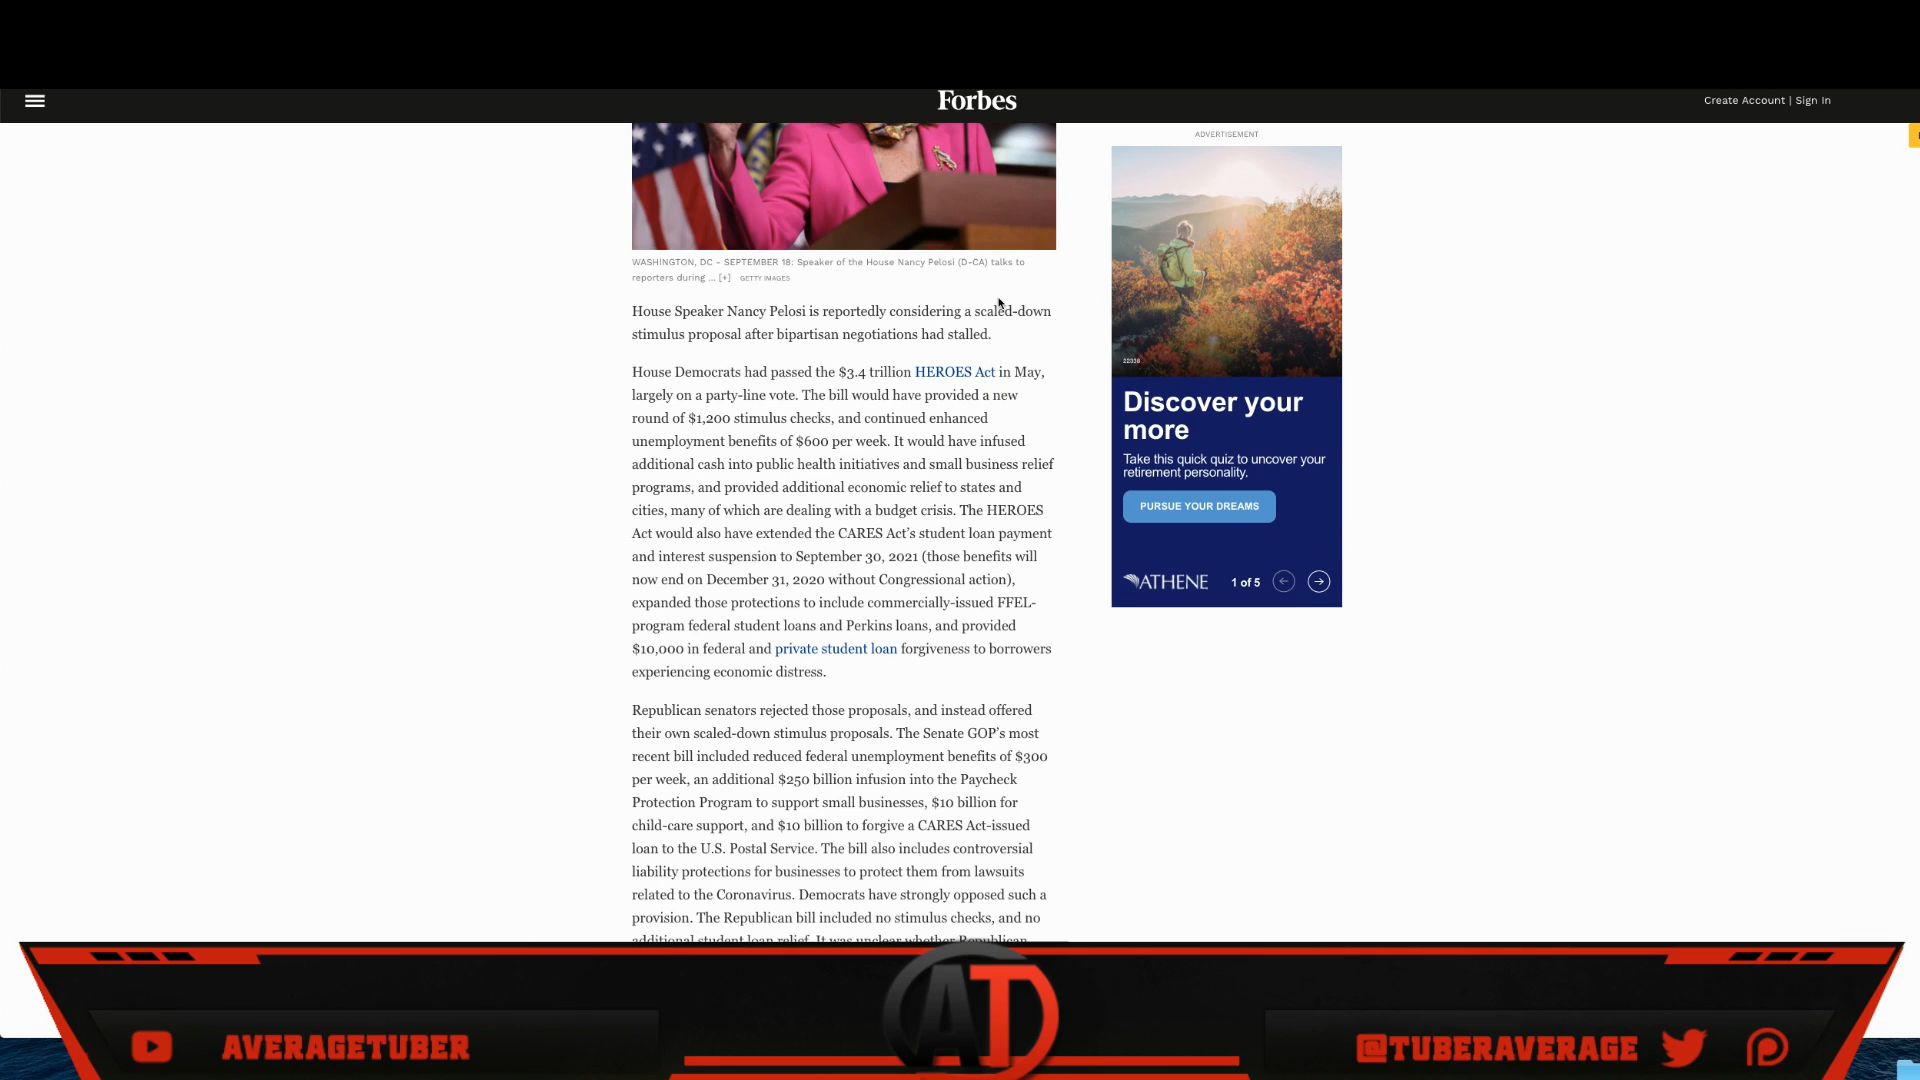 Forbes
Create Account | Sign In
ADVERTISEMENT
WASHINGTON, DC - SEPTEMBER 18: Speaker of the House Nancy Pelosi (D-CA) talks to
reporters during ... [+] GETTY IMAGES
House Speaker Nancy Pelosi is reportedly considering a scaled-down
stimulus proposal after bipartisan negotiations had stalled.
House Democrats had passed the $3.4 trillion HEROES Act in May,
largely on a party-line vote. The bill would have provided a new
round of $1,200 stimulus checks, and continued enhanced
unemployment benefits of $600 per week. It would have infused
additional cash into public health initiatives and small business relief
programs, and provided additional economic relief to states and
cities, many of which are dealing with a budget crisis. The HEROES
Act would also have extended the CARES Act's student loan payment
and interest suspension to September 30, 2021 (those benefits will
now end on December 31, 2020 without Congressional action),
expanded those protections to include commercially-issued FFEL-
program federal student loans and Perkins loans, and provided
$10,000 in federal and private student loan forgiveness to borrowers
experiencing economic distress.
Republican senators rejected those proposals, and instead offered
their own scaled-down stimulus proposals. The Senate GOP's most
recent bill included reduced federal unemployment benefits of $300
per week, an additional $250 billion infusion into the Paycheck
Protection Program to support small businesses, $10 billion for
child-care support, and $10 billion to forgive a CARES Act-issued
loan to the U.S. Postal Service. The bill also includes controversial
liability protections for businesses to protect them from lawsuits
related to the Coronavirus. Democrats have strongly opposed such a
provision. The Republican bill included no stimulus checks, and no
additional student loan relief. It was unclear whether Republican
22338
Discover your
more
Take this quick quiz to uncover your
retirement personality.
PURSUE YOUR DREAMS
ATHENE
1 of 5
AT
AVERAGETUBER
@TUBERAVERAGE